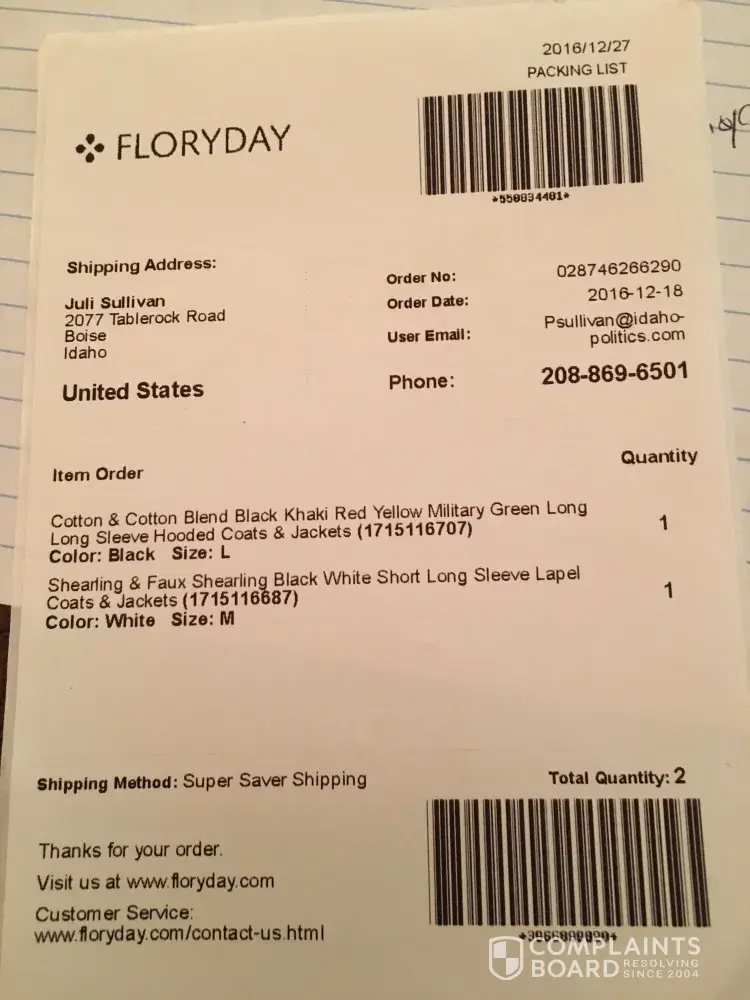 2016/12/27
PACKING LIST
FLORYDAY
*550834401*
Shipping Address:
Juli Sullivan
2077 Tablerock Road
Boise
Idaho
United States
Order No: 028746266290
Order Date: 2016-12-18
User Email: Psullivan@idaho-
politics.com
Phone: 208-869-6501
Item Order Quantity
Cotton & Cotton Blend Black Khaki Red Yellow Military Green Long
Long Sleeve Hooded Coats & Jackets (1715116707) 1
Color: Black Size: L
Shearling & Faux Shearling Black White Short Long Sleeve Lapel
Coats & Jackets (1715116687) 1
Color: White Size: M
Shipping Method: Super Saver Shipping Total Quantity: 2
Thanks for your order.
Visit us at www.floryday.com
Customer Service:
www.floryday.com/contact-us.html
COMPLAINTS
BOARD RESOLVING
SINCE 2004